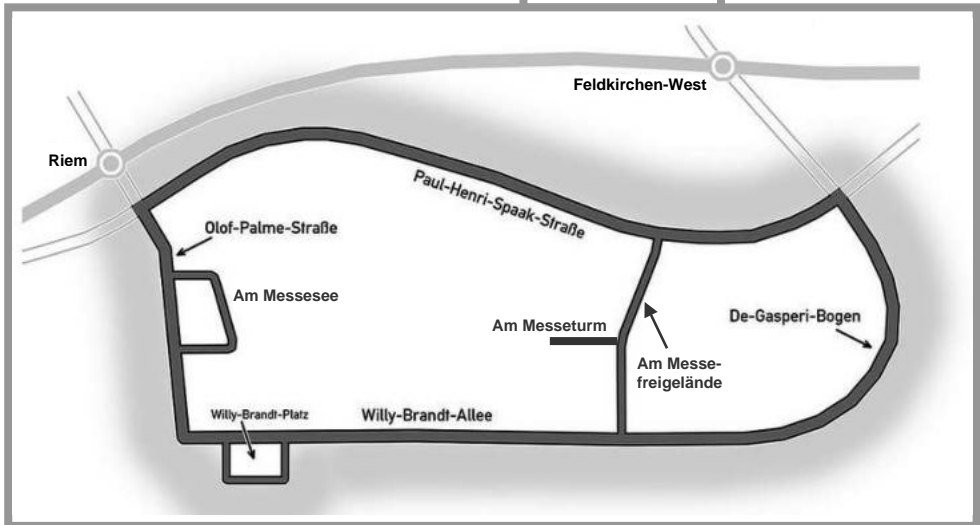 Feldkirchen-West
Riem
Paul-Henri-Spaak-Straße
Olof-Palme-Straße
Am Messesee
Am Messeturm
De-Gasperi-Bogen
Am Messe-
freigelände
Willy-Brandt-Platz
Willy-Brandt-Allee